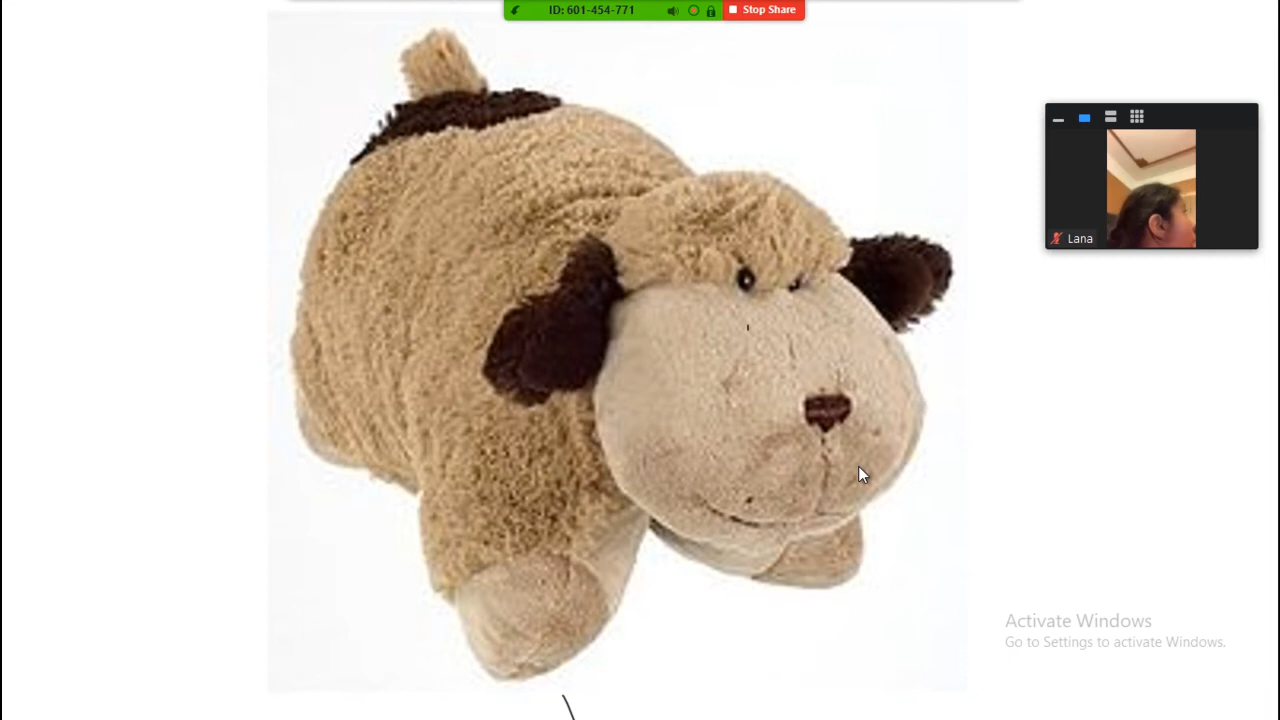 ID: 601-454-771 Stop Share
Lana
Activate Windows
Go to Settings to activate Windows.